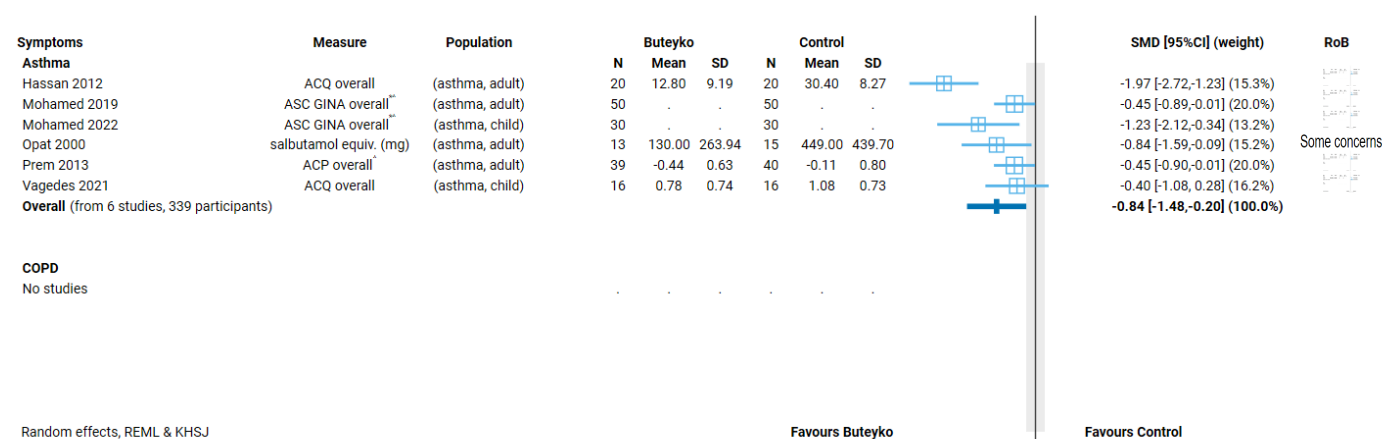 Symptoms Measure Population Buteyko Control SMD [95%CI] (weight) RoB
Asthma N Mean SD N Mean SD
Hassan 2012 ACQ overall (asthma, adult) 20 12.80 9.19 20 30.40 8.27 -1.97 [-2.72,-1.23] (15.3%)
Mohamed 2019 ASC GINA overall (asthma, adult) 50 . . 50 . . -0.45 [-0.89,-0.01] (20.0%)
Mohamed 2022 ASC GINA overall (asthma, child) 30 . . 30 . . -1.23 [-2.12,-0.34] (13.2%)
Opat 2000 salbutamol equiv. (mg) (asthma, adult) 13 130.00 263.94 15 449.00 439.70 -0.84 [-1.59,-0.09] (15.2%) Some concerns
Prem 2013 ACP overall^ (asthma, adult) 39 -0.44 0.63 40 -0.11 0.80 -0.45 [-0.90,-0.01] (20.0%)
Vagedes 2021 ACQ overall (asthma, child) 16 0.78 0.74 16 1.08 0.73 -0.40 [-1.08, 0.28] (16.2%)
Overall (from 6 studies, 339 participants) -0.84 [-1.48,-0.20] (100.0%)
COPD
No studies . . . . . .
Random effects, REML & KHSJ Favours Buteyko Favours Control